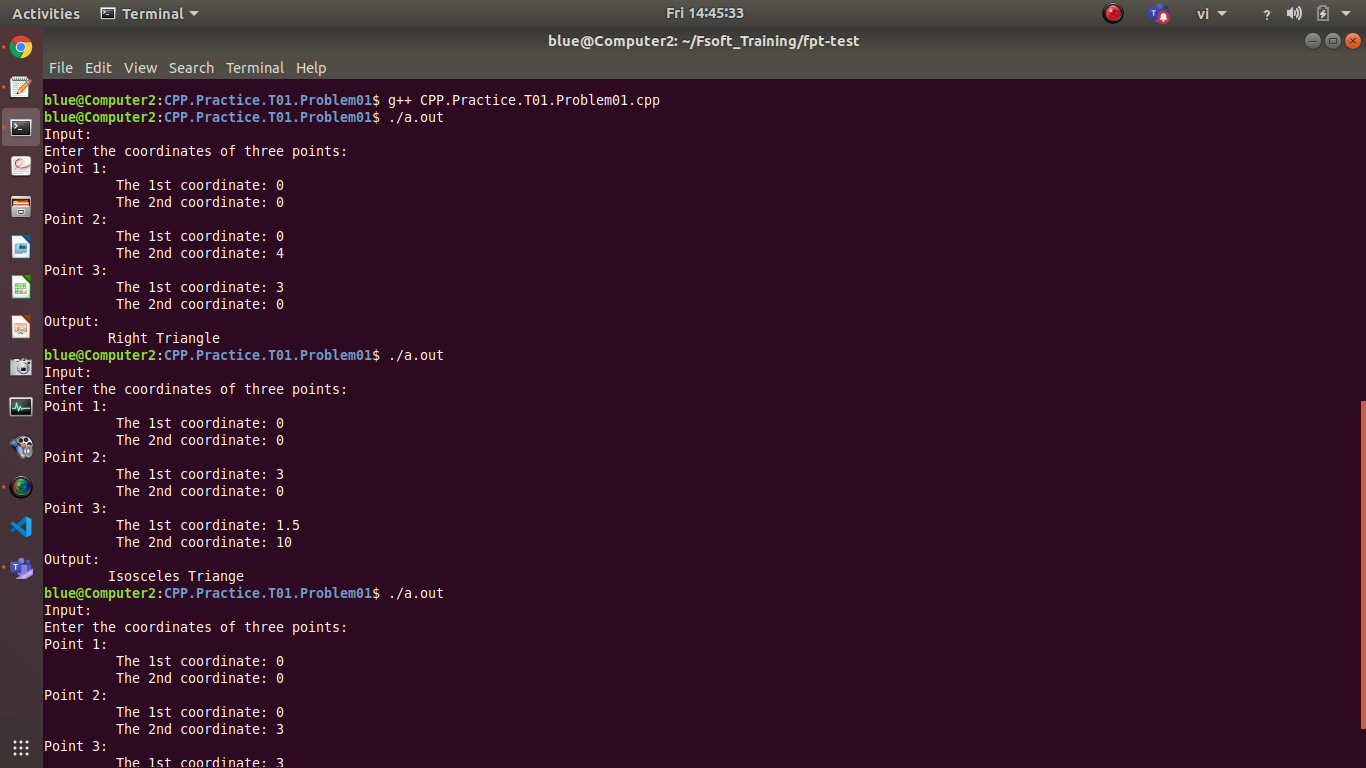 Activities Terminal Fri 14:45:33 vi ?
blue@Computer2: ~/Fsoft_Training/fpt-test
File Edit View Search Terminal Help
blue@Computer2:CPP.Practice.T01.Problem01$ g++ CPP.Practice.T01.Problem01.cpp
blue@Computer2:CPP.Practice.T01.Problem01$ ./a.out
Input:
Enter the coordinates of three points:
Point 1:
The 1st coordinate: 0
The 2nd coordinate: 0
Point 2:
The 1st coordinate: 0
The 2nd coordinate: 4
Point 3:
The 1st coordinate: 3
The 2nd coordinate: 0
Output:
Right Triangle
blue@Computer2:CPP.Practice.T01.Problem01$ ./a.out
Input:
Enter the coordinates of three points:
Point 1:
The 1st coordinate: 0
The 2nd coordinate: 0
Point 2:
The 1st coordinate: 3
The 2nd coordinate: 0
Point 3:
The 1st coordinate: 1.5
The 2nd coordinate: 10
Output:
Isosceles Triange
blue@Computer2:CPP.Practice.T01.Problem01$ ./a.out
Input:
Enter the coordinates of three points:
Point 1:
The 1st coordinate: 0
The 2nd coordinate: 0
Point 2:
The 1st coordinate: 0
The 2nd coordinate: 3
Point 3:
The 1st coordinate: 3